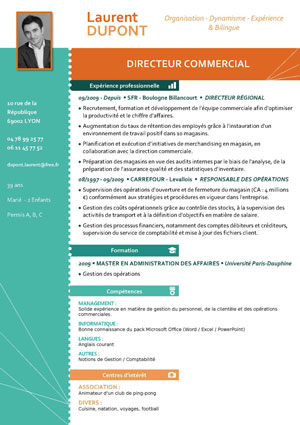 Laurent
DUPONT
Organisation - Dynamisme - Expérience
& Bilingue
DIRECTEUR COMMERCIAL
10 rue de la
République
69002 LYON
04 78 99 25 77
06 21 45 77 52
dupont.laurent@free.fr
39 ans
Marié - 2 Enfants
Permis A, B, C
Expérience professionnelle
09/2009 - Depuis • SFR - Boulogne Billancourt • DIRECTEUR RÉGIONAL
• Recrutement, formation et développement de l'équipe commerciale afin d'optimiser
la productivité et le chiffre d'affaires.
• Augmentation du taux de rétention des employés grâce à l'instauration d'un
environnement de travail positif dans 10 magasins.
• Planification et exécution d'initiatives de merchandising en magasin, en
collaboration avec la direction commerciale.
• Préparation des magasins en vue des audits internes par le biais de l'analyse, de la
préparation de l'assurance qualité et des statistiques d'inventaire.
08/1997 - 09/2009 • CARREFOUR - Levallois • RESPONSABLE DES OPÉRATIONS
• Supervision des opérations d'ouverture et de fermeture du magasin (CA : 4 millions
€) conformément aux stratégies et procédures en vigueur dans l'entreprise.
• Gestion des coûts opérationnels grâce au contrôle des stocks, à la supervision des
activités de transport et à la définition d'objectifs en matière de salaire.
• Gestion des processus financiers, notamment des comptes débiteurs et créditeurs,
supervision du service de comptabilité et mise à jour des fichiers client.
Formation
2009 • MASTER EN ADMINISTRATION DES AFFAIRES • Université Paris-Dauphine
• Gestion des opérations
Compétences
MANAGEMENT :
Solide expérience en matière de gestion du personnel, de la clientèle et des opérations
commerciales.
INFORMATIQUE :
Bonne connaissance du pack Microsoft Office (Word / Excel / PowerPoint)
LANGUES :
Anglais courant
AUTRES :
Notions de Gestion / Comptabilité
Centres d'intérêt
ASSOCIATION :
Animateur d'un club de ping-pong
DIVERS :
Cuisine, natation, voyages, football